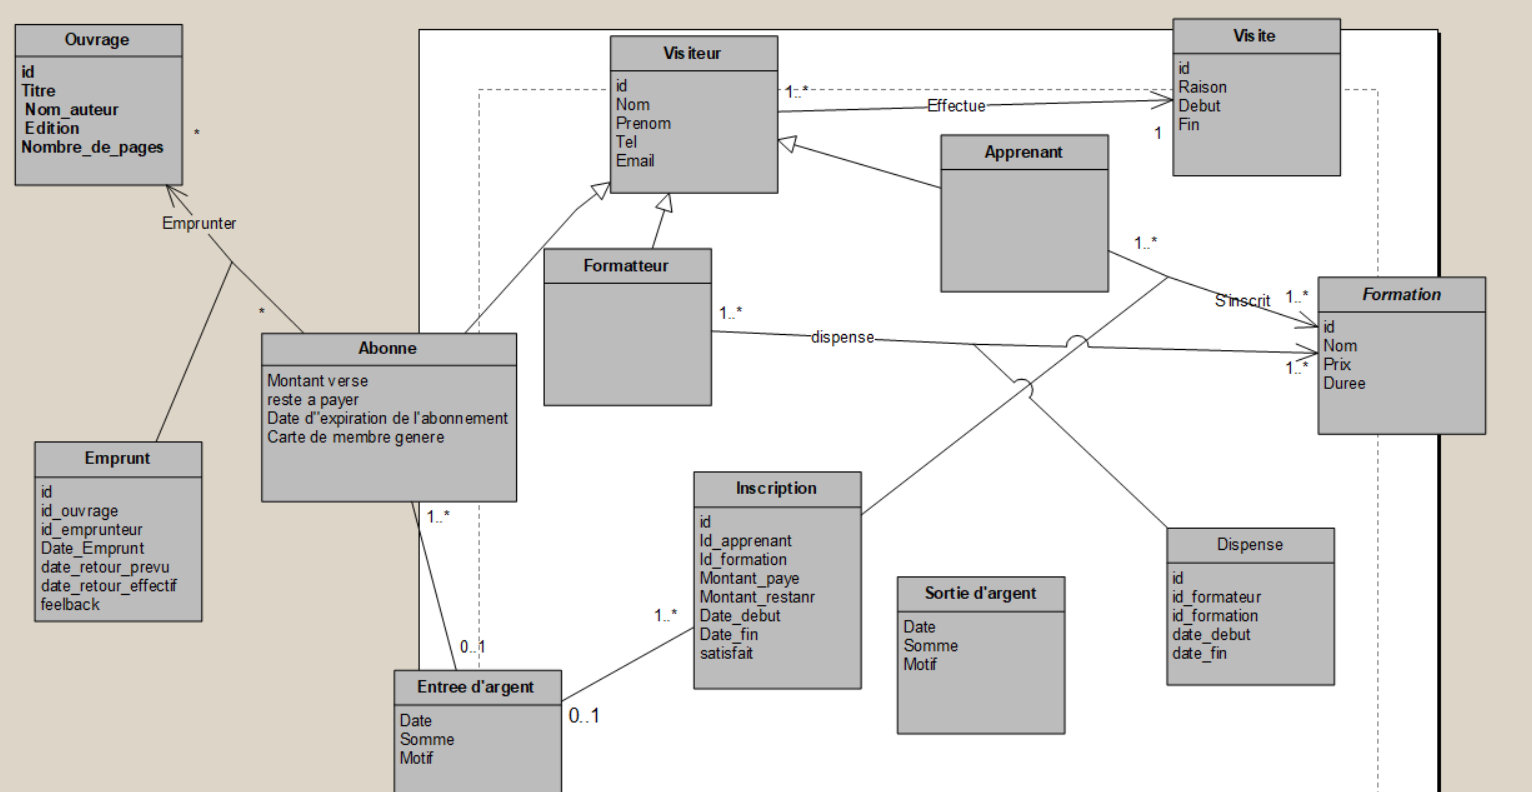 Ouvrage
id
Titre
Nom_auteur
Edition
Nombre_de_pages
*
Emprunter
*
Visiteur
id
Nom
Prenom
Tel
Email
1..*
Effectue
1
Visite
id
Raison
Debut
Fin
Apprenant
1..*
S'inscrit
1..*
Formatteur
1..*
dispense
1..*
Formation
id
Nom
Prix
Duree
Abonne
Montant verse
reste a payer
Date d''expiration de l'abonnement
Carte de membre genere
1..*
0..1
Emprunt
id
id_ouvrage
id_emprunteur
Date_Emprunt
date_retour_prevu
date_retour_effectif
feelback
Inscription
id
Id_apprenant
Id_formation
Montant_paye
Montant_restanr
Date_debut
Date_fin
satisfait
1..*
0..1
Sortie d'argent
Date
Somme
Motif
Dispense
id
id_formateur
id_formation
date_debut
date_fin
Entree d'argent
Date
Somme
Motif